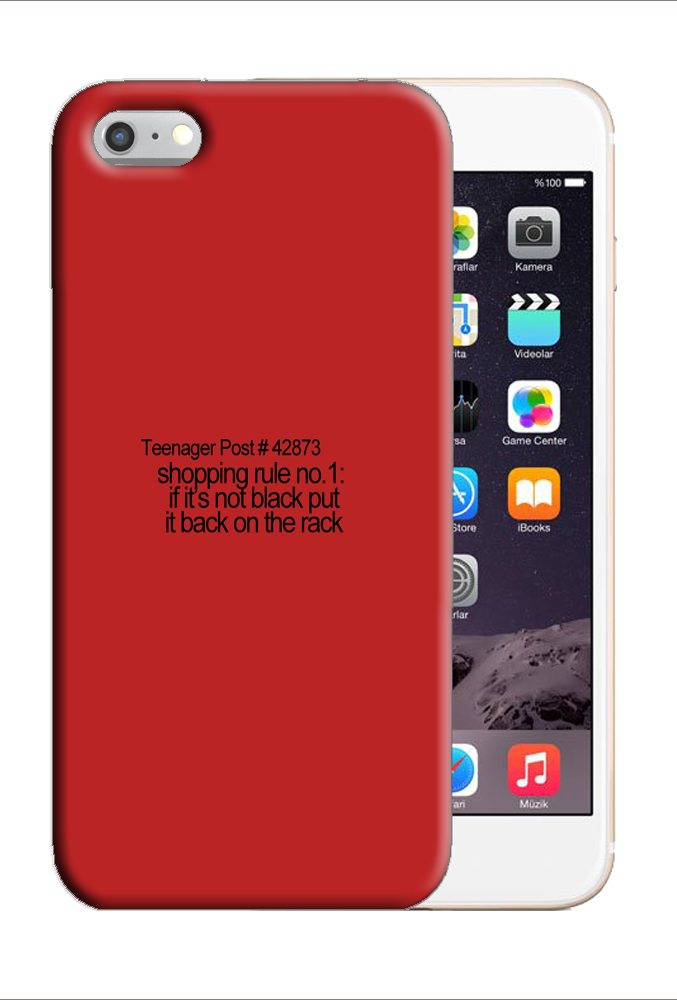 %100
raflar
Kamera
ita
Videolar
rsa
Game Center
Store
iBooks
rlar
Teenager Post # 42873
shopping rule no.1:
if it's not black put
it back on the rack
ari
Müzik